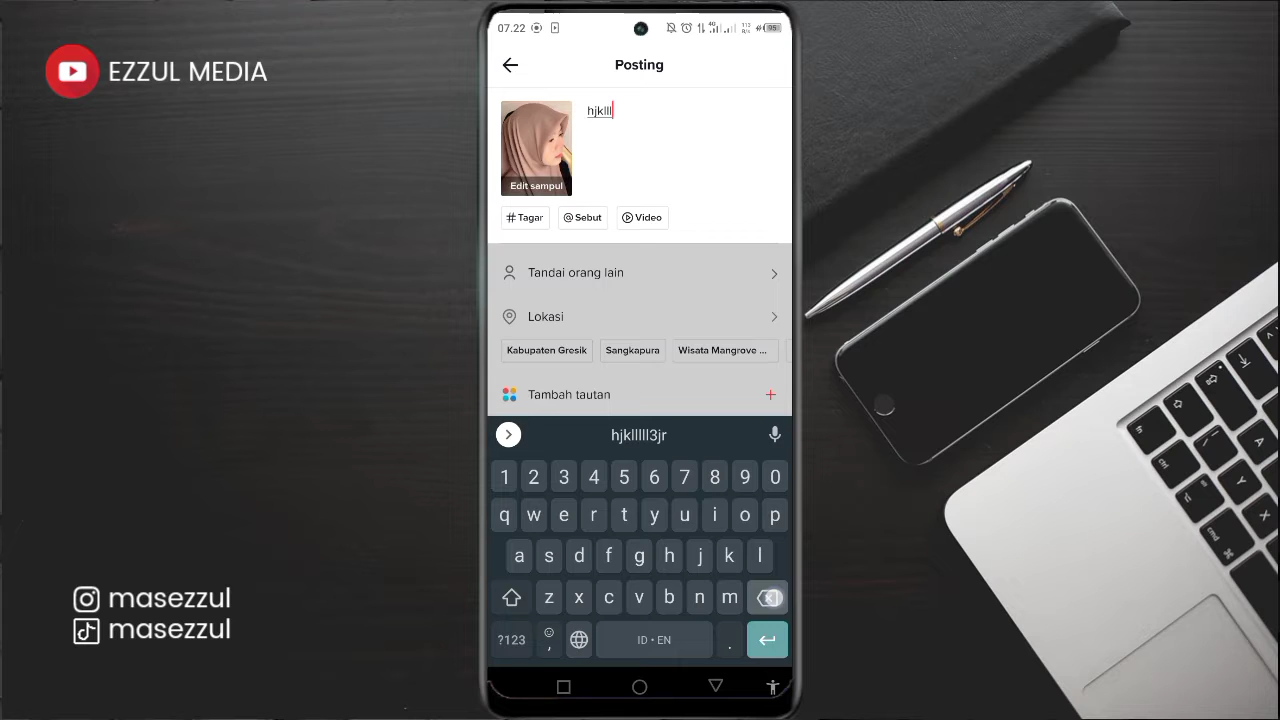 EZZUL MEDIA
07.22
Posting
hjklll
Edit sampul
# Tagar @ Sebut Video
Tandai orang lain
Lokasi
Kabupaten Gresik Sangkapura Wisata Mangrove ...
Tambah tautan +
hjklllll3jr
1 2 3 4 5 6 7 8 9 0
q w e r t y u i o p
a s d f g h j k l
z x c v b n m
?123 , ID • EN .
masezzul
masezzul